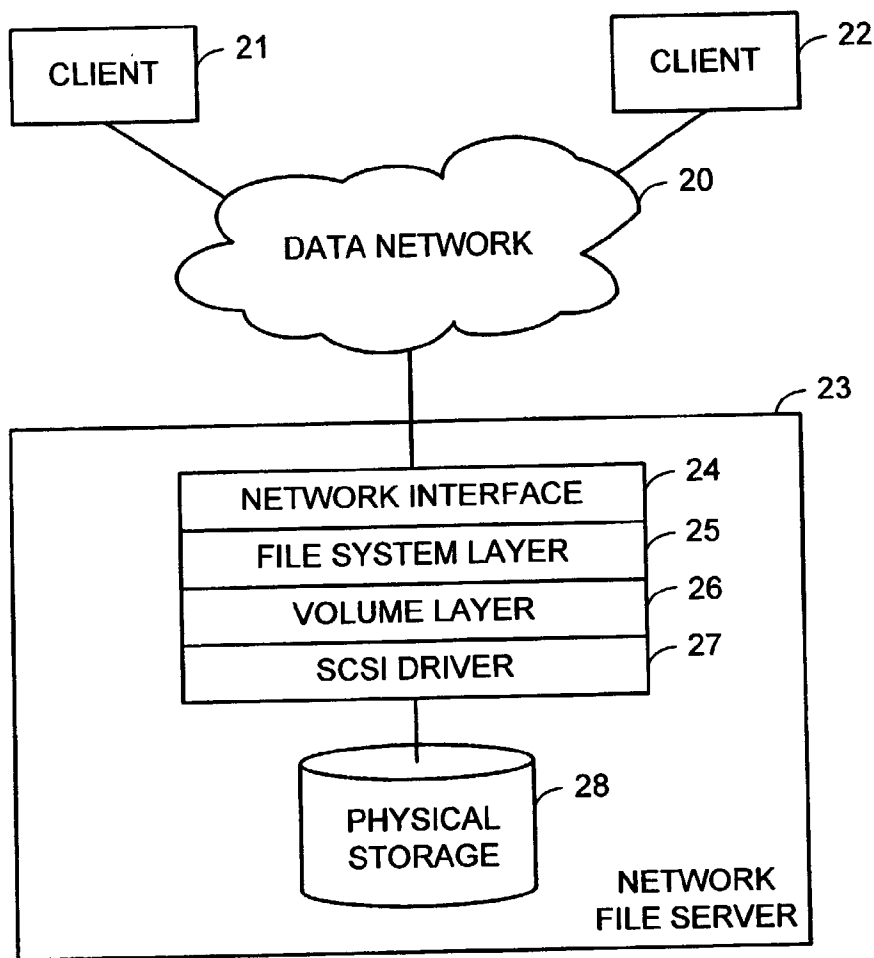 CLIENT
21
CLIENT
22
20
DATA NETWORK
23
NETWORK INTERFACE
24
FILE SYSTEM LAYER
25
VOLUME LAYER
26
SCSI DRIVER
27
PHYSICAL
STORAGE
28
NETWORK
FILE SERVER